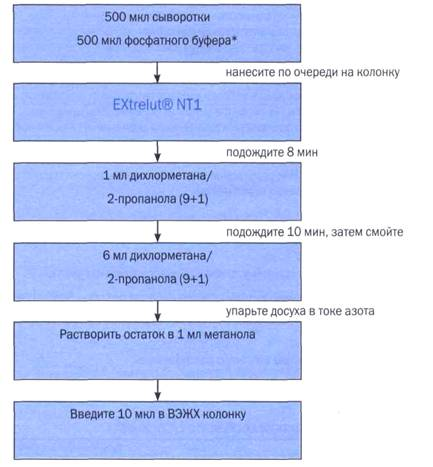 500 мкл сыворотки
500 мкл фосфатного буфера*
нанесите по очереди на колонку
EXtrelut® NT1
подождите 8 мин
1 мл дихлорметана/
2-пропанола (9+1)
подождите 10 мин, затем смойте
6 мл дихлорметана/
2-пропанола (9+1)
упарьте досуха в токе азота
Растворить остаток в 1 мл метанола
Введите 10 мкл в ВЭЖХ колонку